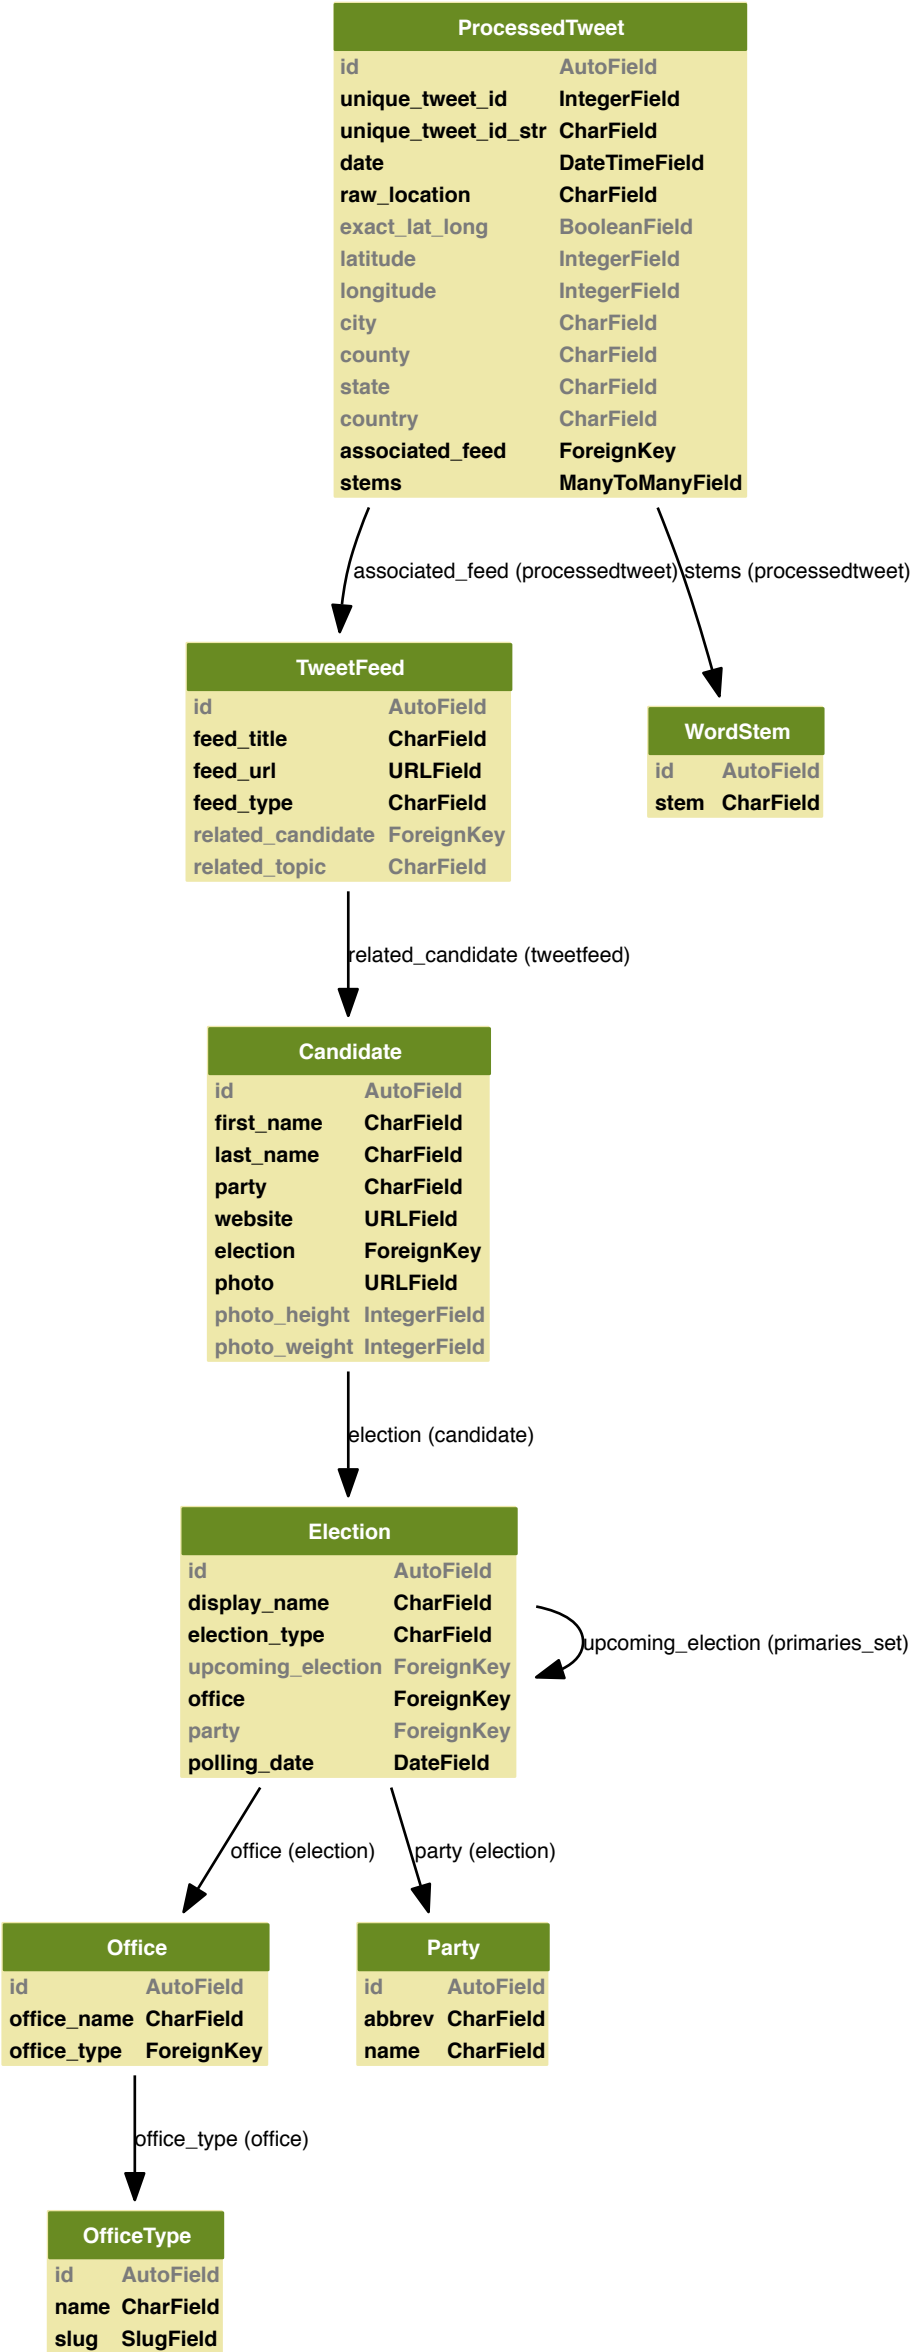 ProcessedTweet
id AutoField
unique_tweet_id IntegerField
unique_tweet_id_str CharField
date DateTimeField
raw_location CharField
exact_lat_long BooleanField
latitude IntegerField
longitude IntegerField
city CharField
county CharField
state CharField
country CharField
associated_feed ForeignKey
stems ManyToManyField
associated_feed (processedtweet) stems (processedtweet)
TweetFeed
id AutoField
feed_title CharField
feed_url URLField
feed_type CharField
related_candidate ForeignKey
related_topic CharField
WordStem
id AutoField
stem CharField
related_candidate (tweetfeed)
Candidate
id AutoField
first_name CharField
last_name CharField
party CharField
website URLField
election ForeignKey
photo URLField
photo_height IntegerField
photo_weight IntegerField
election (candidate)
Election
id AutoField
display_name CharField
election_type CharField
upcoming_election ForeignKey
office ForeignKey
party ForeignKey
polling_date DateField
upcoming_election (primaries_set)
office (election) party (election)
Office
id AutoField
office_name CharField
office_type ForeignKey
Party
id AutoField
abbrev CharField
name CharField
office_type (office)
OfficeType
id AutoField
name CharField
slug SlugField